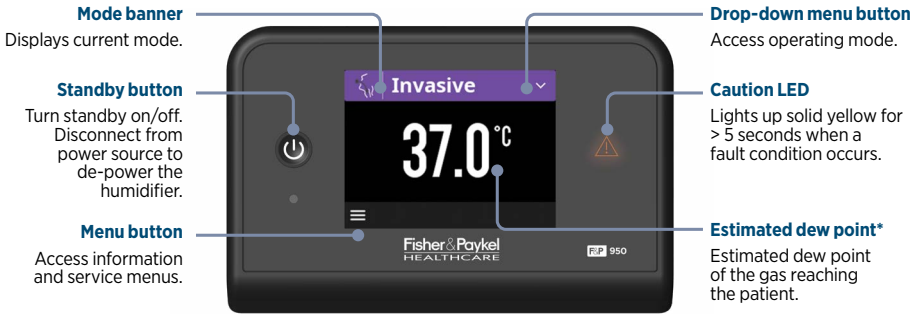 Mode banner
Displays current mode.
Standby button
Turn standby on/off.
Disconnect from
power source to
de-power the
humidifier.
Menu button
Access information
and service menus.
Invasive
37.0°C
Fisher&Paykel
HEALTHCARE
F&P 950
Drop-down menu button
Access operating mode.
Caution LED
Lights up solid yellow for
> 5 seconds when a
fault condition occurs.
Estimated dew point*
Estimated dew point
of the gas reaching
the patient.